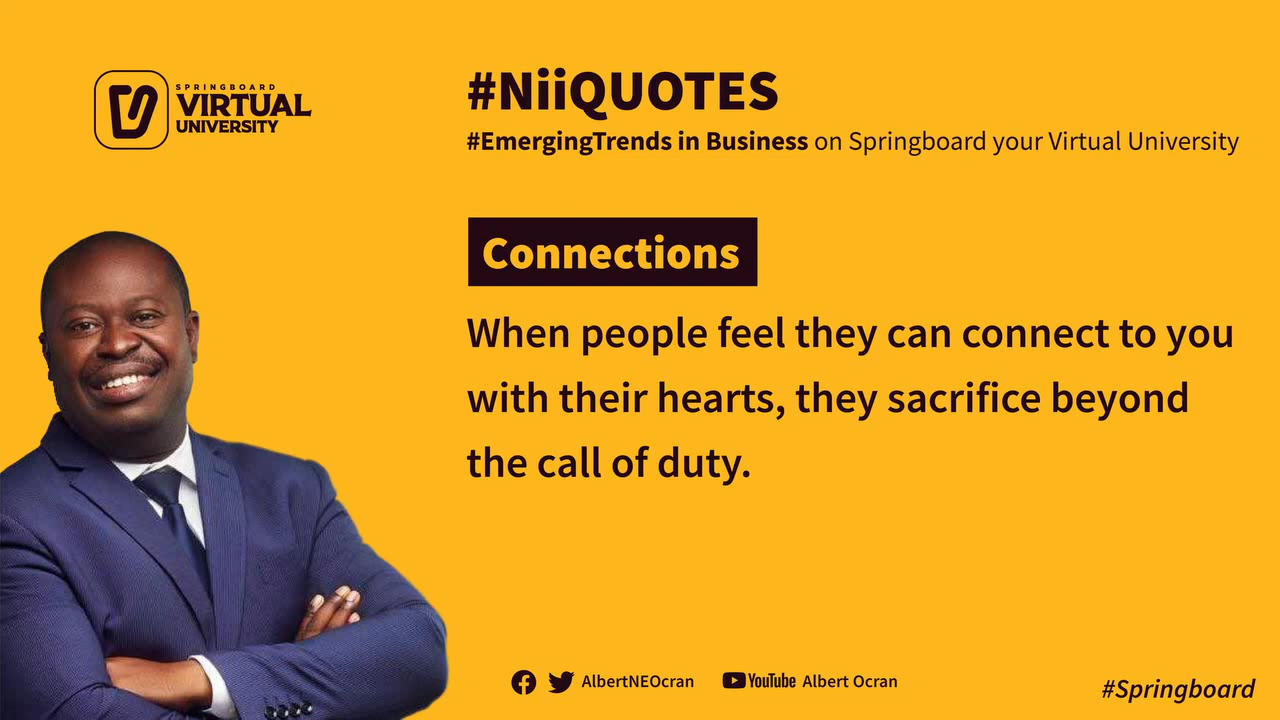 SPRINGBOARD
VIRTUAL
UNIVERSITY
#NiiQUOTES
#EmergingTrends in Business on Springboard your Virtual University
Connections
When people feel they can connect to you
with their hearts, they sacrifice beyond
the call of duty.
AlbertNEOcran YouTube Albert Ocran
#Springboard